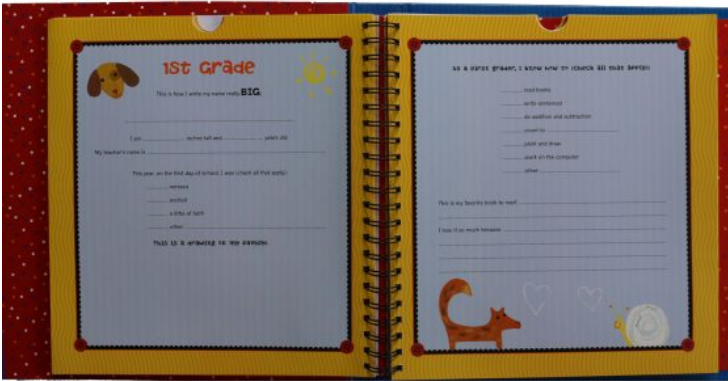 1st Grade
This is how I write my name really BIG.
I am inches tall and years old.
My teacher's name is
This year, on the first day of school, I was (check all that apply):
nervous
excited
a little of both
other
This is a drawing of my family.
As a first grader, I know how to (check all that apply):
read books
write sentences
do addition and subtraction
count to
paint and draw
work on the computer
other
This is my favorite book to read:
I love it so much because